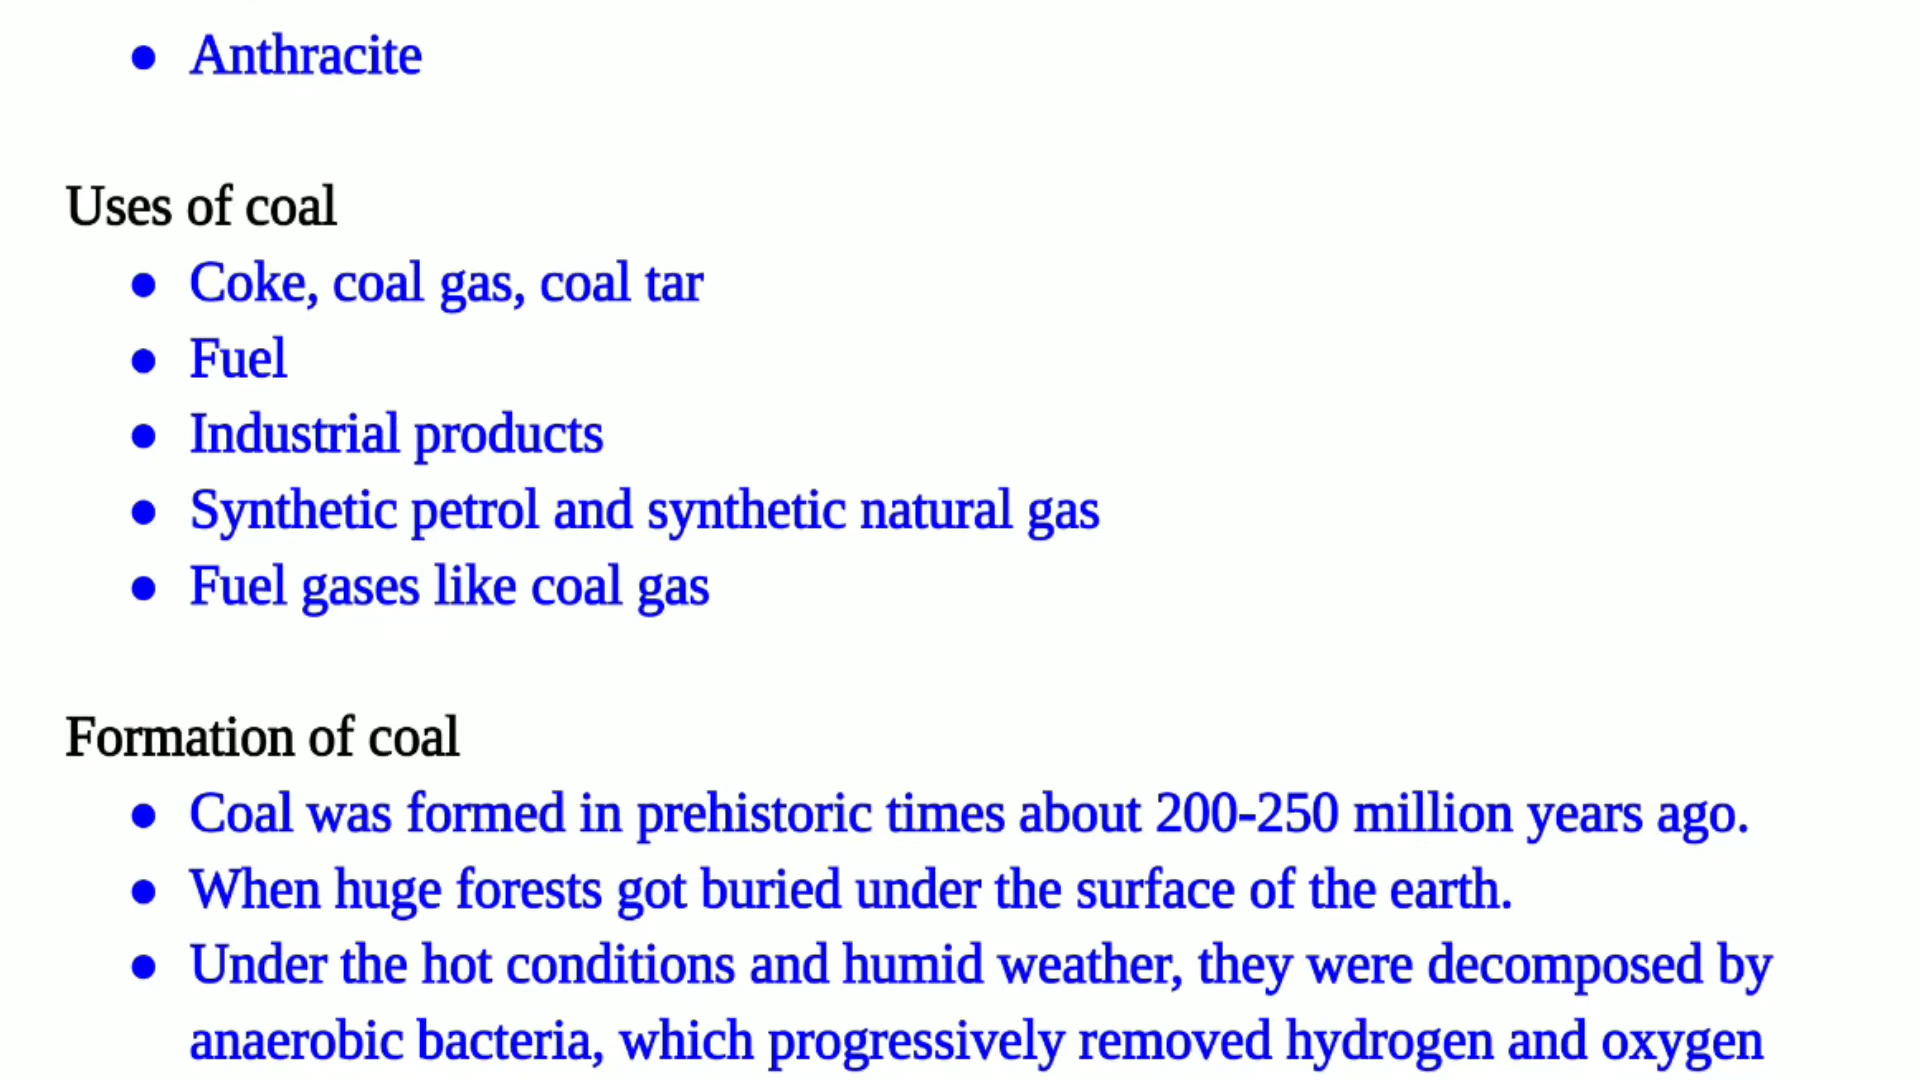 ● Anthracite
Uses of coal
● Coke, coal gas, coal tar
● Fuel
● Industrial products
● Synthetic petrol and synthetic natural gas
● Fuel gases like coal gas
Formation of coal
● Coal was formed in prehistoric times about 200-250 million years ago.
● When huge forests got buried under the surface of the earth.
● Under the hot conditions and humid weather, they were decomposed by
anaerobic bacteria, which progressively removed hydrogen and oxygen